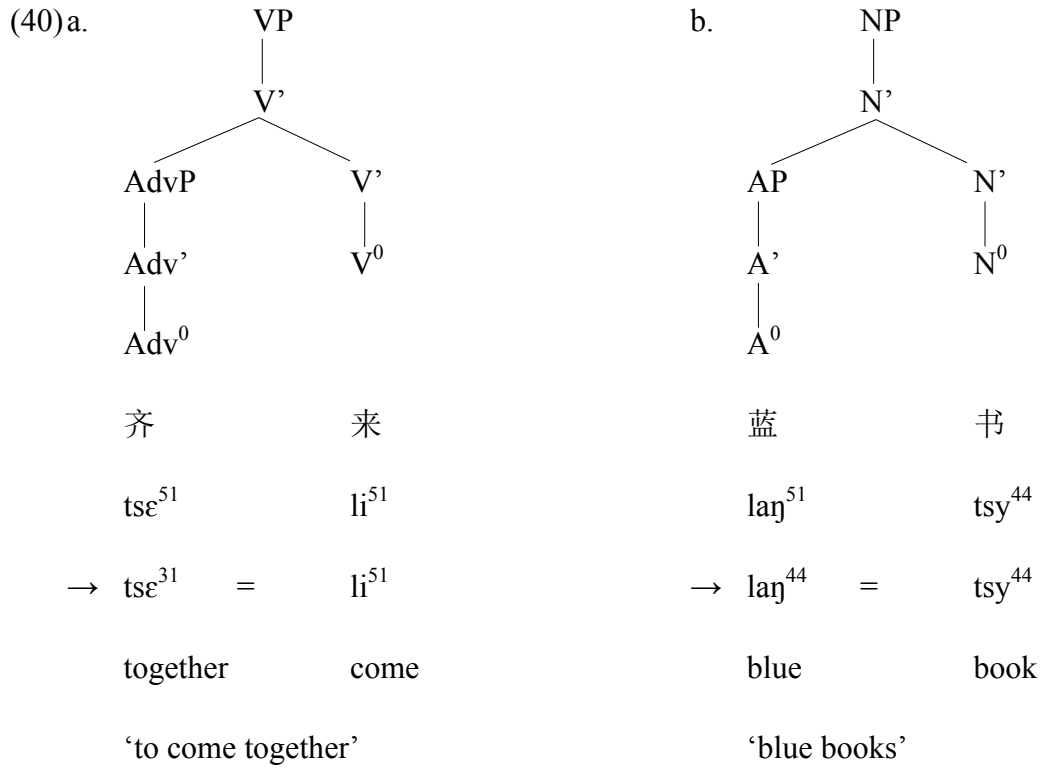 (40) a. VP b. NP
V’ N’
AdvP V’ AP N’
Adv’ V⁰ A’ N⁰
Adv⁰ A⁰
齐 来 蓝 书
tsɛ⁵¹ li⁵¹ laŋ⁵¹ tsy⁴⁴
→ tsɛ³¹ = li⁵¹ → laŋ⁴⁴ = tsy⁴⁴
together come blue book
‘to come together’ ‘blue books’